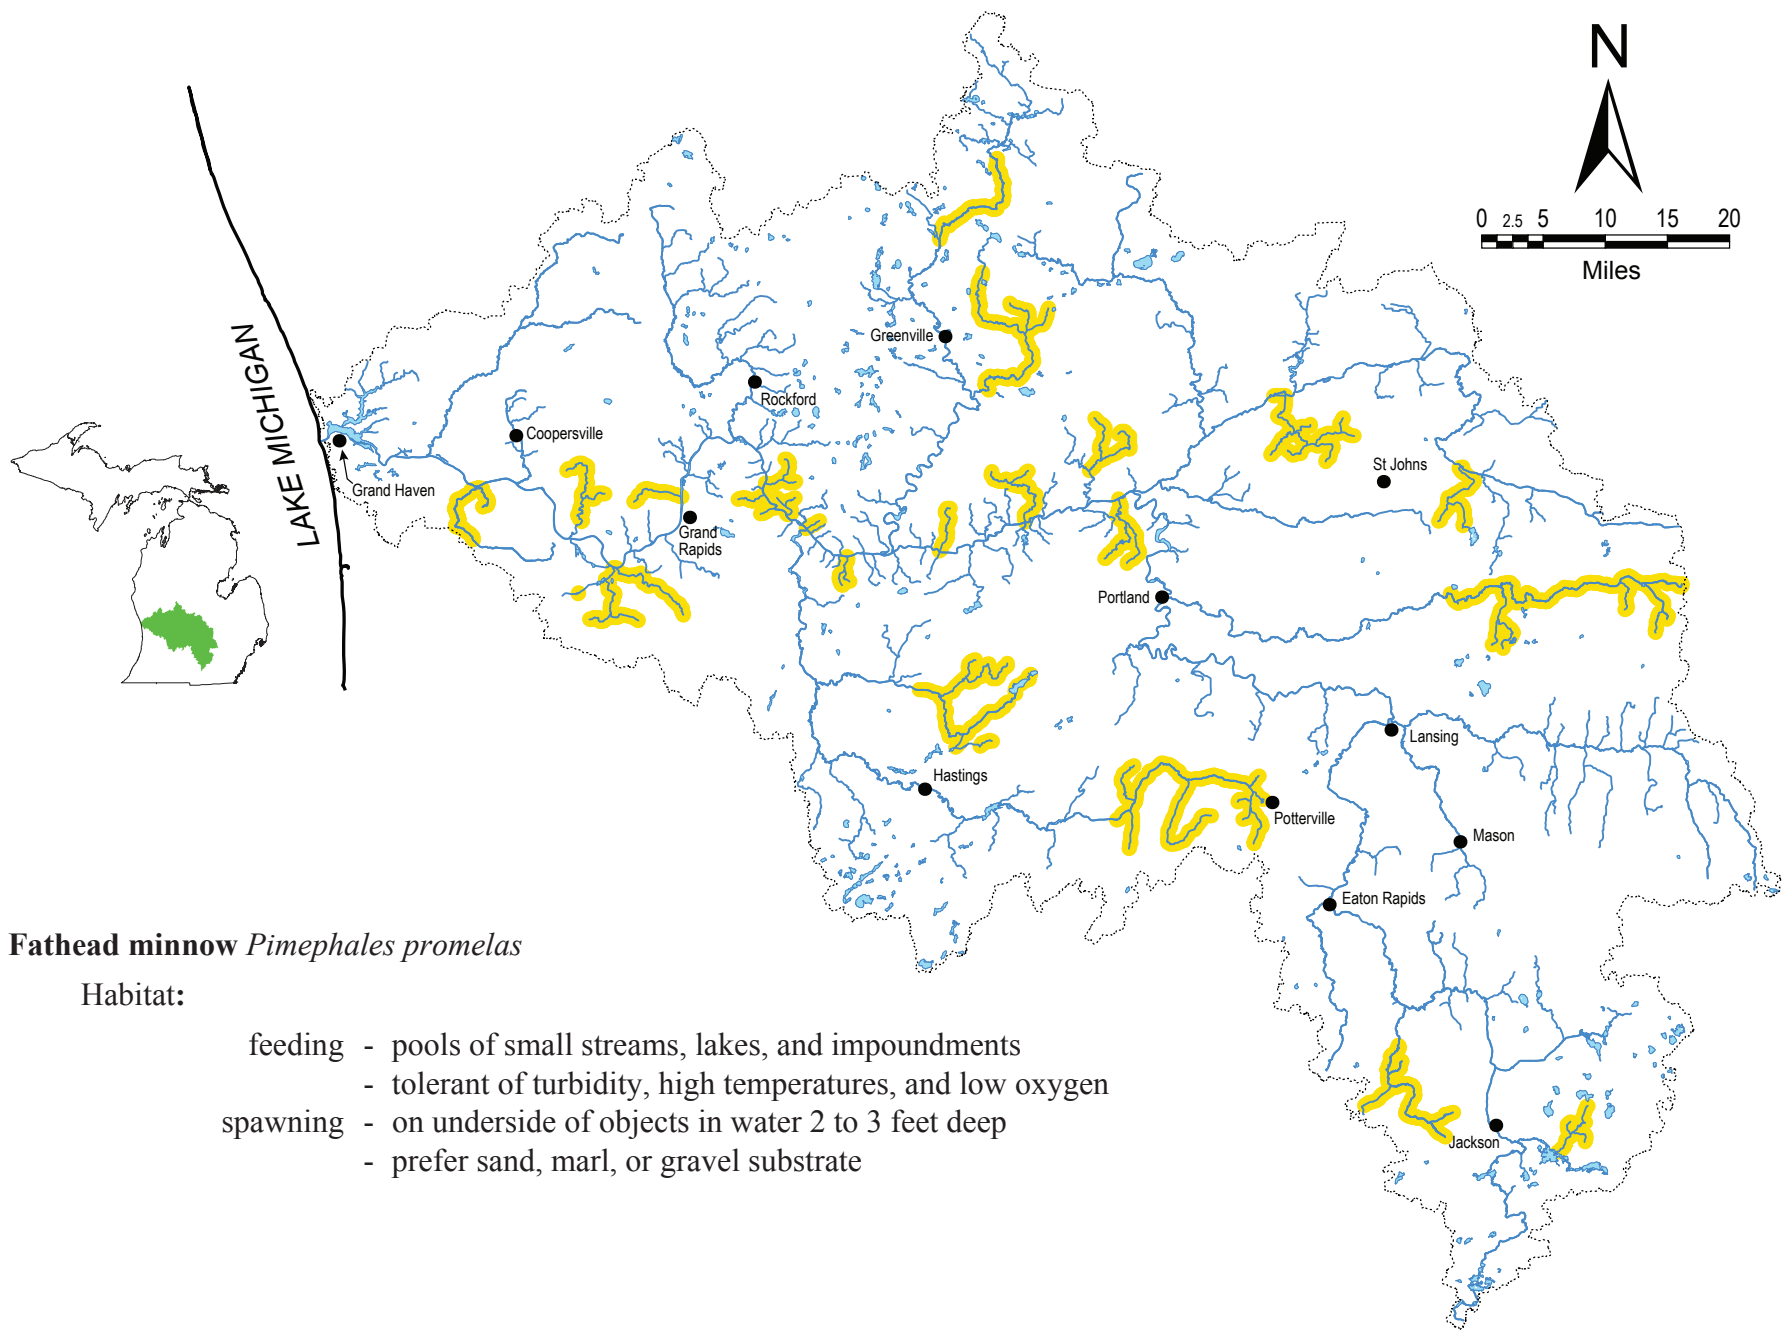 N
0 2.5 5 10 15 20
Miles
LAKE MICHIGAN
Greenville
Rockford
Coopersville
Grand Haven
St Johns
Grand
Rapids
Portland
Lansing
Hastings
Potterville
Mason
Eaton Rapids
Jackson
Fathead minnow Pimephales promelas
Habitat:
feeding - pools of small streams, lakes, and impoundments
- tolerant of turbidity, high temperatures, and low oxygen
spawning - on underside of objects in water 2 to 3 feet deep
- prefer sand, marl, or gravel substrate